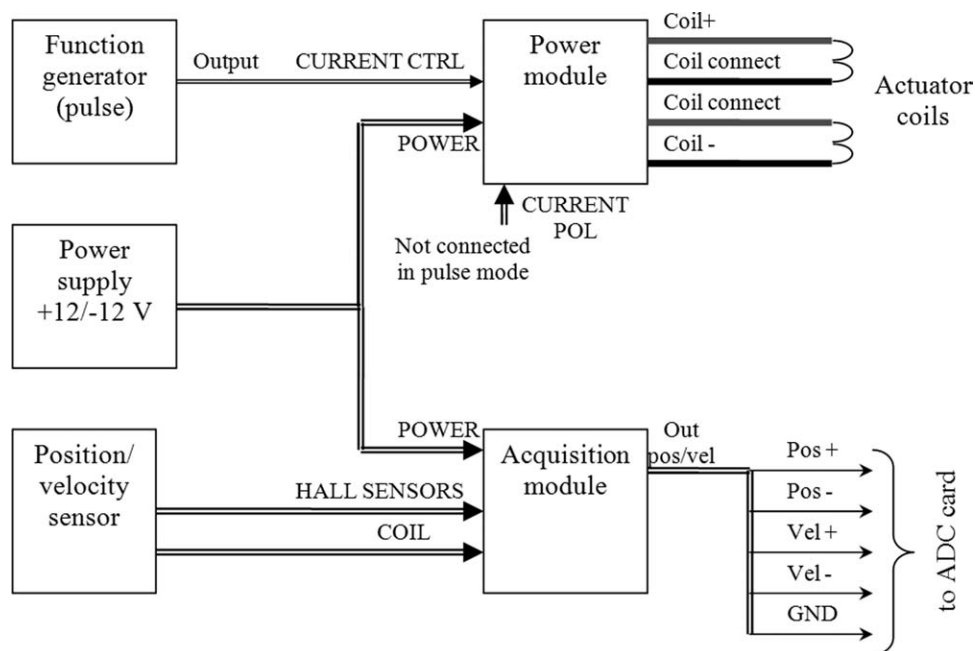 Function
generator
(pulse)
Output
CURRENT CTRL
POWER
Power
module
CURRENT
POL
Not connected
in pulse mode
Coil+
Coil connect
Coil connect
Coil -
Actuator
coils
Power
supply
+12/-12 V
Position/
velocity
sensor
POWER
HALL SENSORS
COIL
Acquisition
module
Out
pos/vel
Pos +
Pos -
Vel +
Vel -
GND
to ADC card